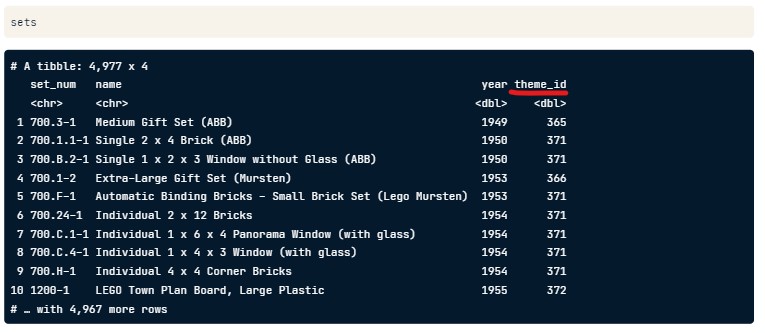 sets
# A tibble: 4,977 x 4
set_num name year theme_id
<chr> <chr> <dbl> <dbl>
1 700.3-1 Medium Gift Set (ABB) 1949 365
2 700.1.1-1 Single 2 x 4 Brick (ABB) 1950 371
3 700.B.2-1 Single 1 x 2 x 3 Window without Glass (ABB) 1950 371
4 700.1-2 Extra-Large Gift Set (Mursten) 1953 366
5 700.F-1 Automatic Binding Bricks - Small Brick Set (Lego Mursten) 1953 371
6 700.24-1 Individual 2 x 12 Bricks 1954 371
7 700.C.1-1 Individual 1 x 6 x 4 Panorama Window (with glass) 1954 371
8 700.C.4-1 Individual 1 x 4 x 3 Window (with glass) 1954 371
9 700.H-1 Individual 4 x 4 Corner Bricks 1954 371
10 1200-1 LEGO Town Plan Board, Large Plastic 1955 372
# … with 4,967 more rows